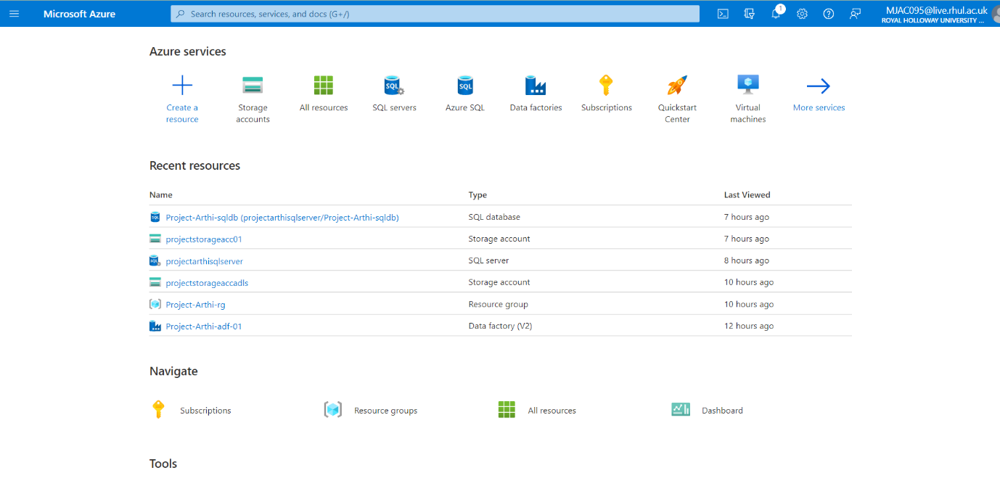 Microsoft Azure
Search resources, services, and docs (G+/)
1
MJAC095@live.rhul.ac.uk
ROYAL HOLLOWAY UNIVERSITY ...
Azure services
Create a
resource
Storage
accounts
All resources
SQL servers
Azure SQL
Data factories
Subscriptions
Quickstart
Center
Virtual
machines
More services
Recent resources
Name Type Last Viewed
Project-Arthi-sqldb (projectarthisqlserver/Project-Arthi-sqldb) SQL database 7 hours ago
projectstorageacc01 Storage account 7 hours ago
projectarthisqlserver SQL server 8 hours ago
projectstorageaccadls Storage account 10 hours ago
Project-Arthi-rg Resource group 10 hours ago
Project-Arthi-adf-01 Data factory (V2) 12 hours ago
Navigate
Subscriptions Resource groups All resources Dashboard
Tools